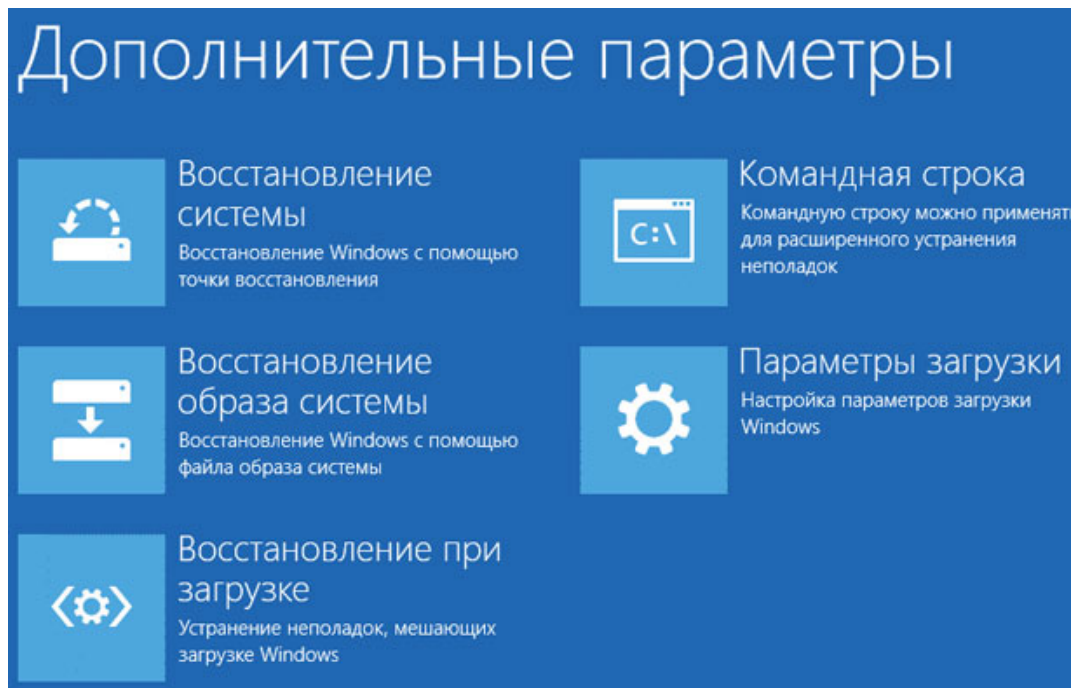 Дополнительные параметры
Восстановление
системы
Восстановление Windows с помощью
точки восстановления
Восстановление
образа системы
Восстановление Windows с помощью
файла образа системы
Восстановление при
загрузке
Устранение неполадок, мешающих
загрузке Windows
Командная строка
Командную строку можно применять
для расширенного устранения
неполадок
C:\
Параметры загрузки
Настройка параметров загрузки
Windows